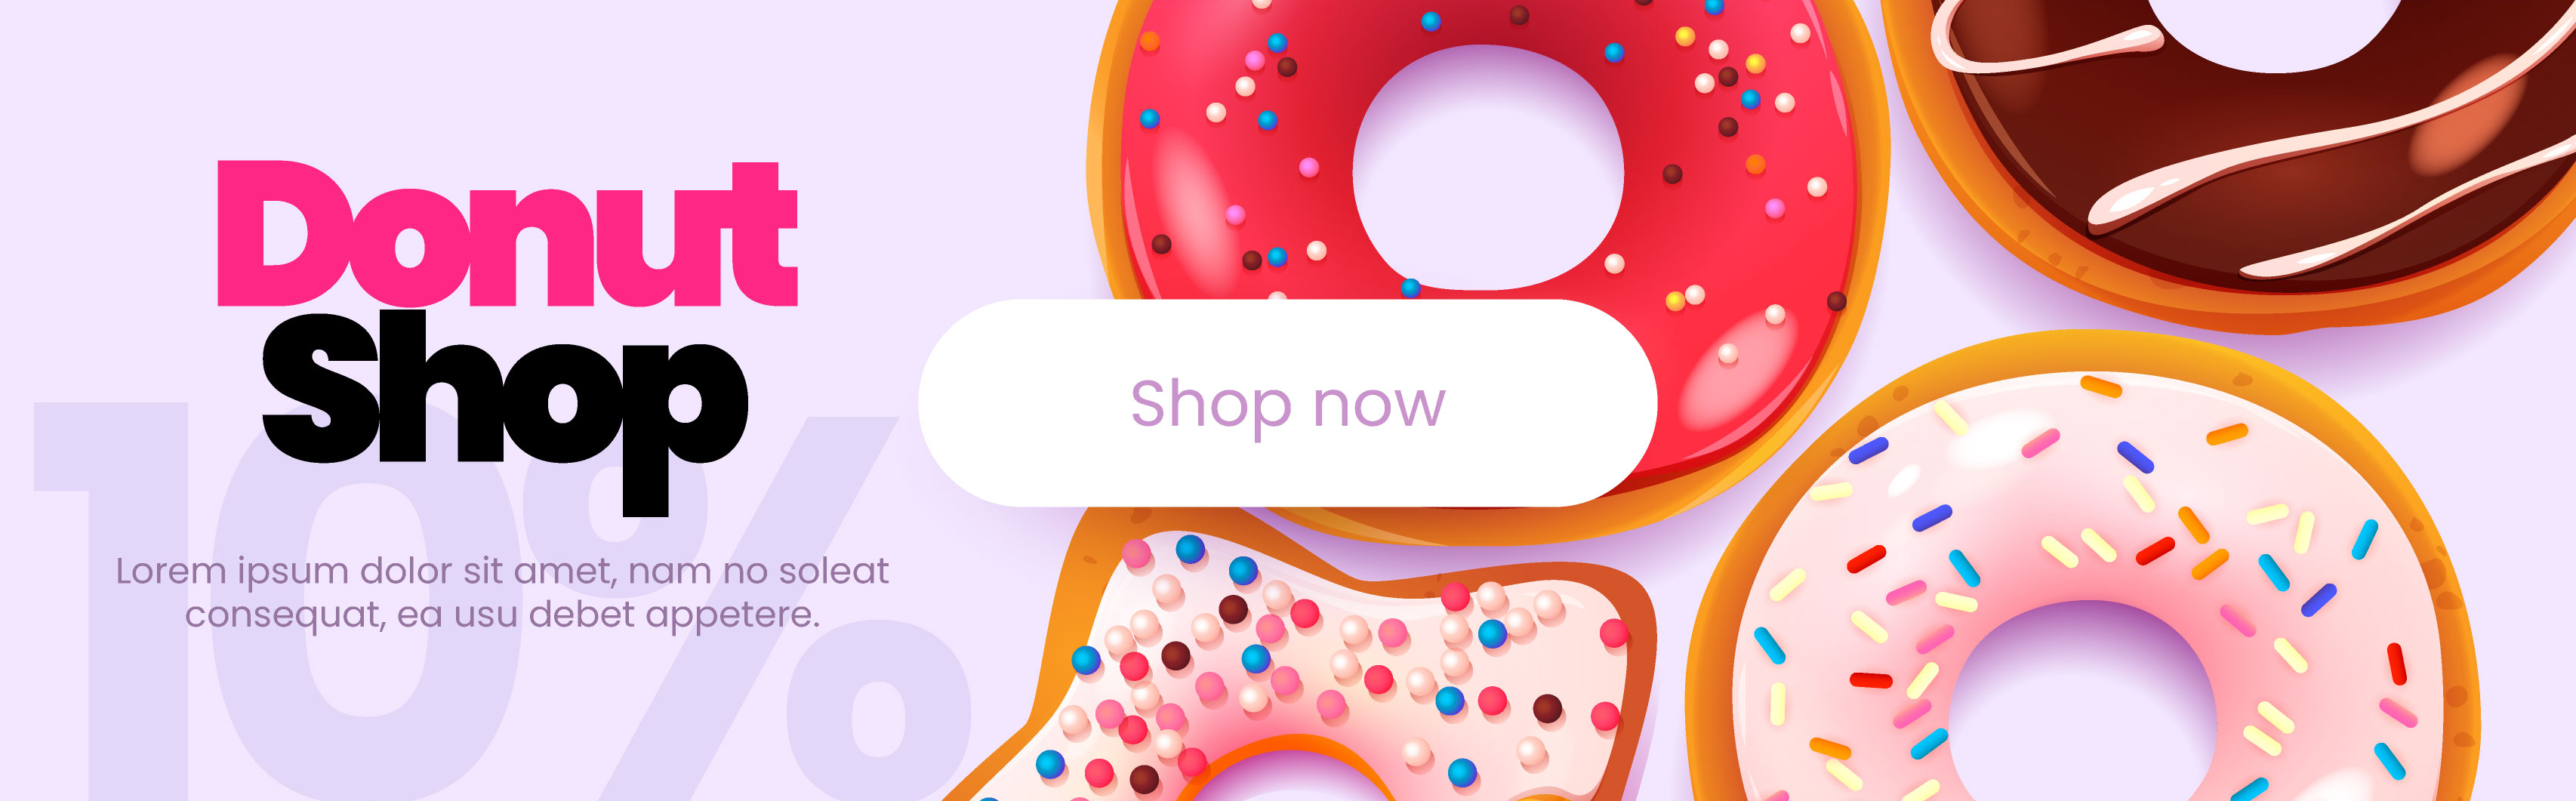 Donut
Shop
10%
Lorem ipsum dolor sit amet, nam no soleat
consequat, ea usu debet appetere.
Shop now